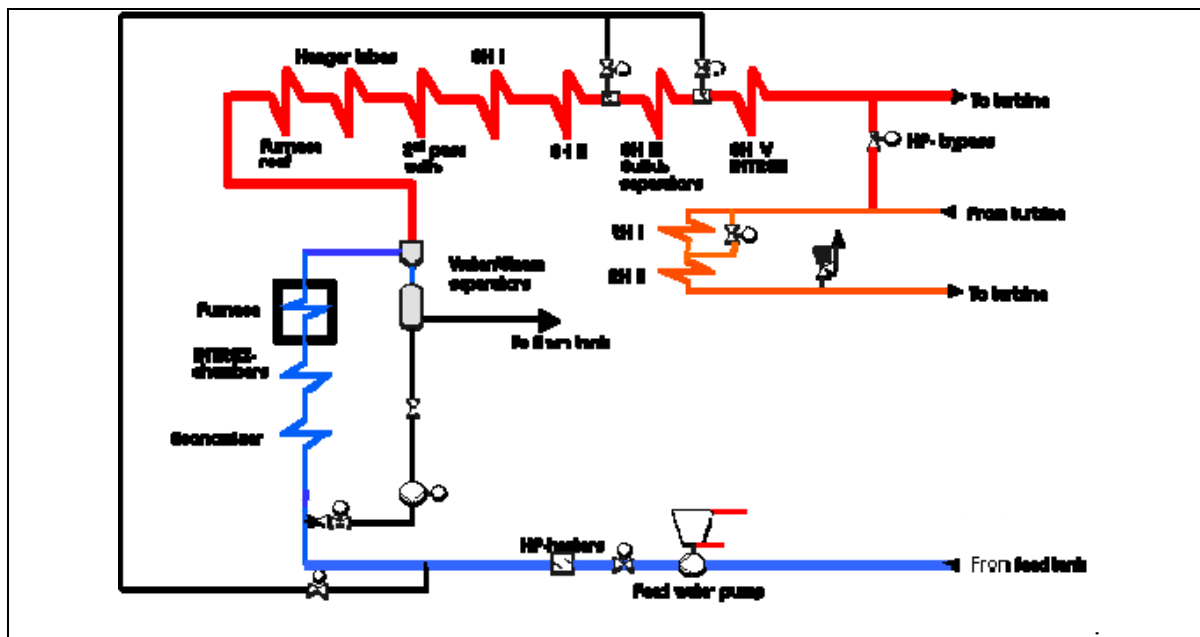 Hanger tubes
SH I
To turbine
Furnace
roof
2nd pass
walls
SH II
SH III
separators
SH V
INTREX
HP-bypass
From turbine
RH I
RH II
Water/Steam
separators
To turbine
Furnace
To flash tank
INTREX-
chambers
Economizer
HP-heaters
From feed tank
Feed water pump